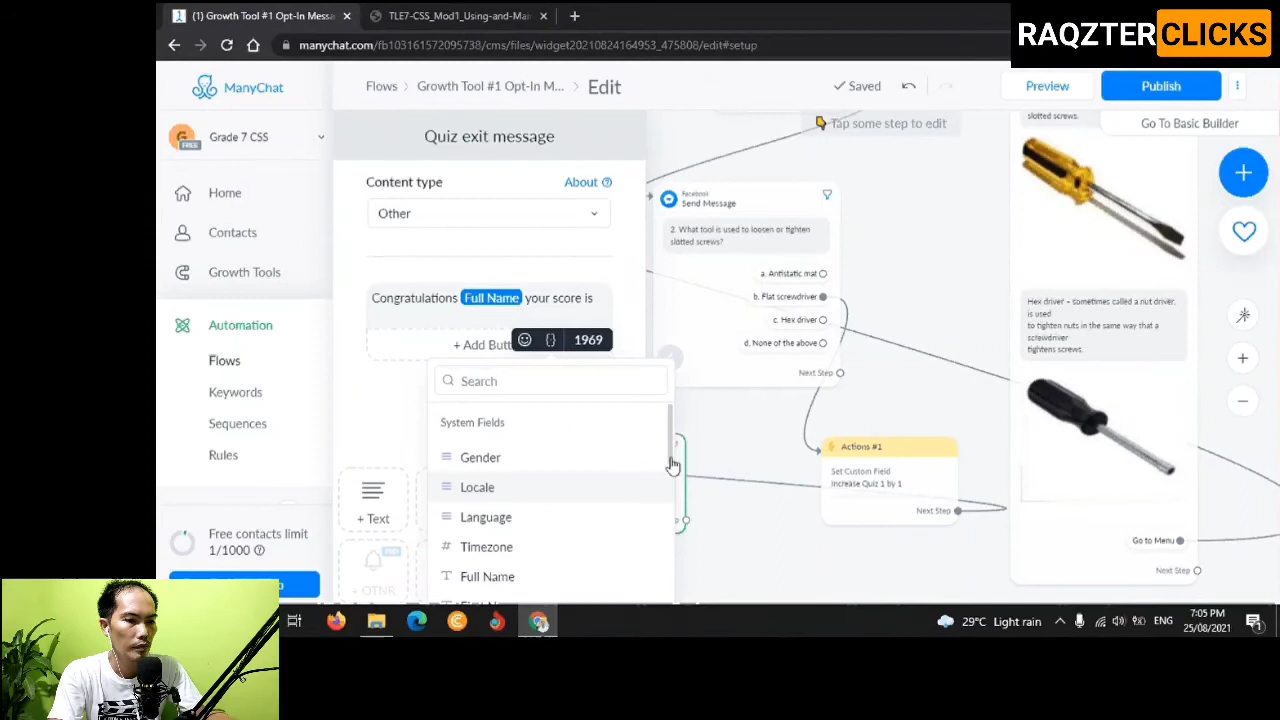 RAQZTER CLICKS
(1) Growth Tool #1 Opt-In Messa
TLE7-CSS_Mod1_Using-and-Mai
manychat.com/fb103161572095738/cms/files/widget20210824164953_475808/edit#setup
ManyChat
Flows
Growth Tool #1 Opt-In M...
Edit
Saved
Preview
Publish
Go To Basic Builder
Grade 7 CSS
FREE
Home
Contacts
Growth Tools
Automation
Flows
Keywords
Sequences
Rules
Free contacts limit
1/1000
Quiz exit message
Content type
About
Other
Congratulations Full Name your score is
+ Add Butt
{} 1969
Search
System Fields
Gender
Locale
Language
# Timezone
T Full Name
+ Text
PRO
+ OTNR
Tap some step to edit
Facebook
Send Message
2. What tool is used to loosen or tighten
slotted screws?
a. Antistatic mat
b. Flat screwdriver
c. Hex driver
d. None of the above
Next Step
Actions #1
Set Custom Field
Increase Quiz 1 by 1
Next Step
slotted screws.
Hex driver – sometimes called a nut driver.
is used
to tighten nuts in the same way that a
screwdriver
tightens screws.
Go to Menu
Next Step
29°C Light rain
ENG
7:05 PM
25/08/2021